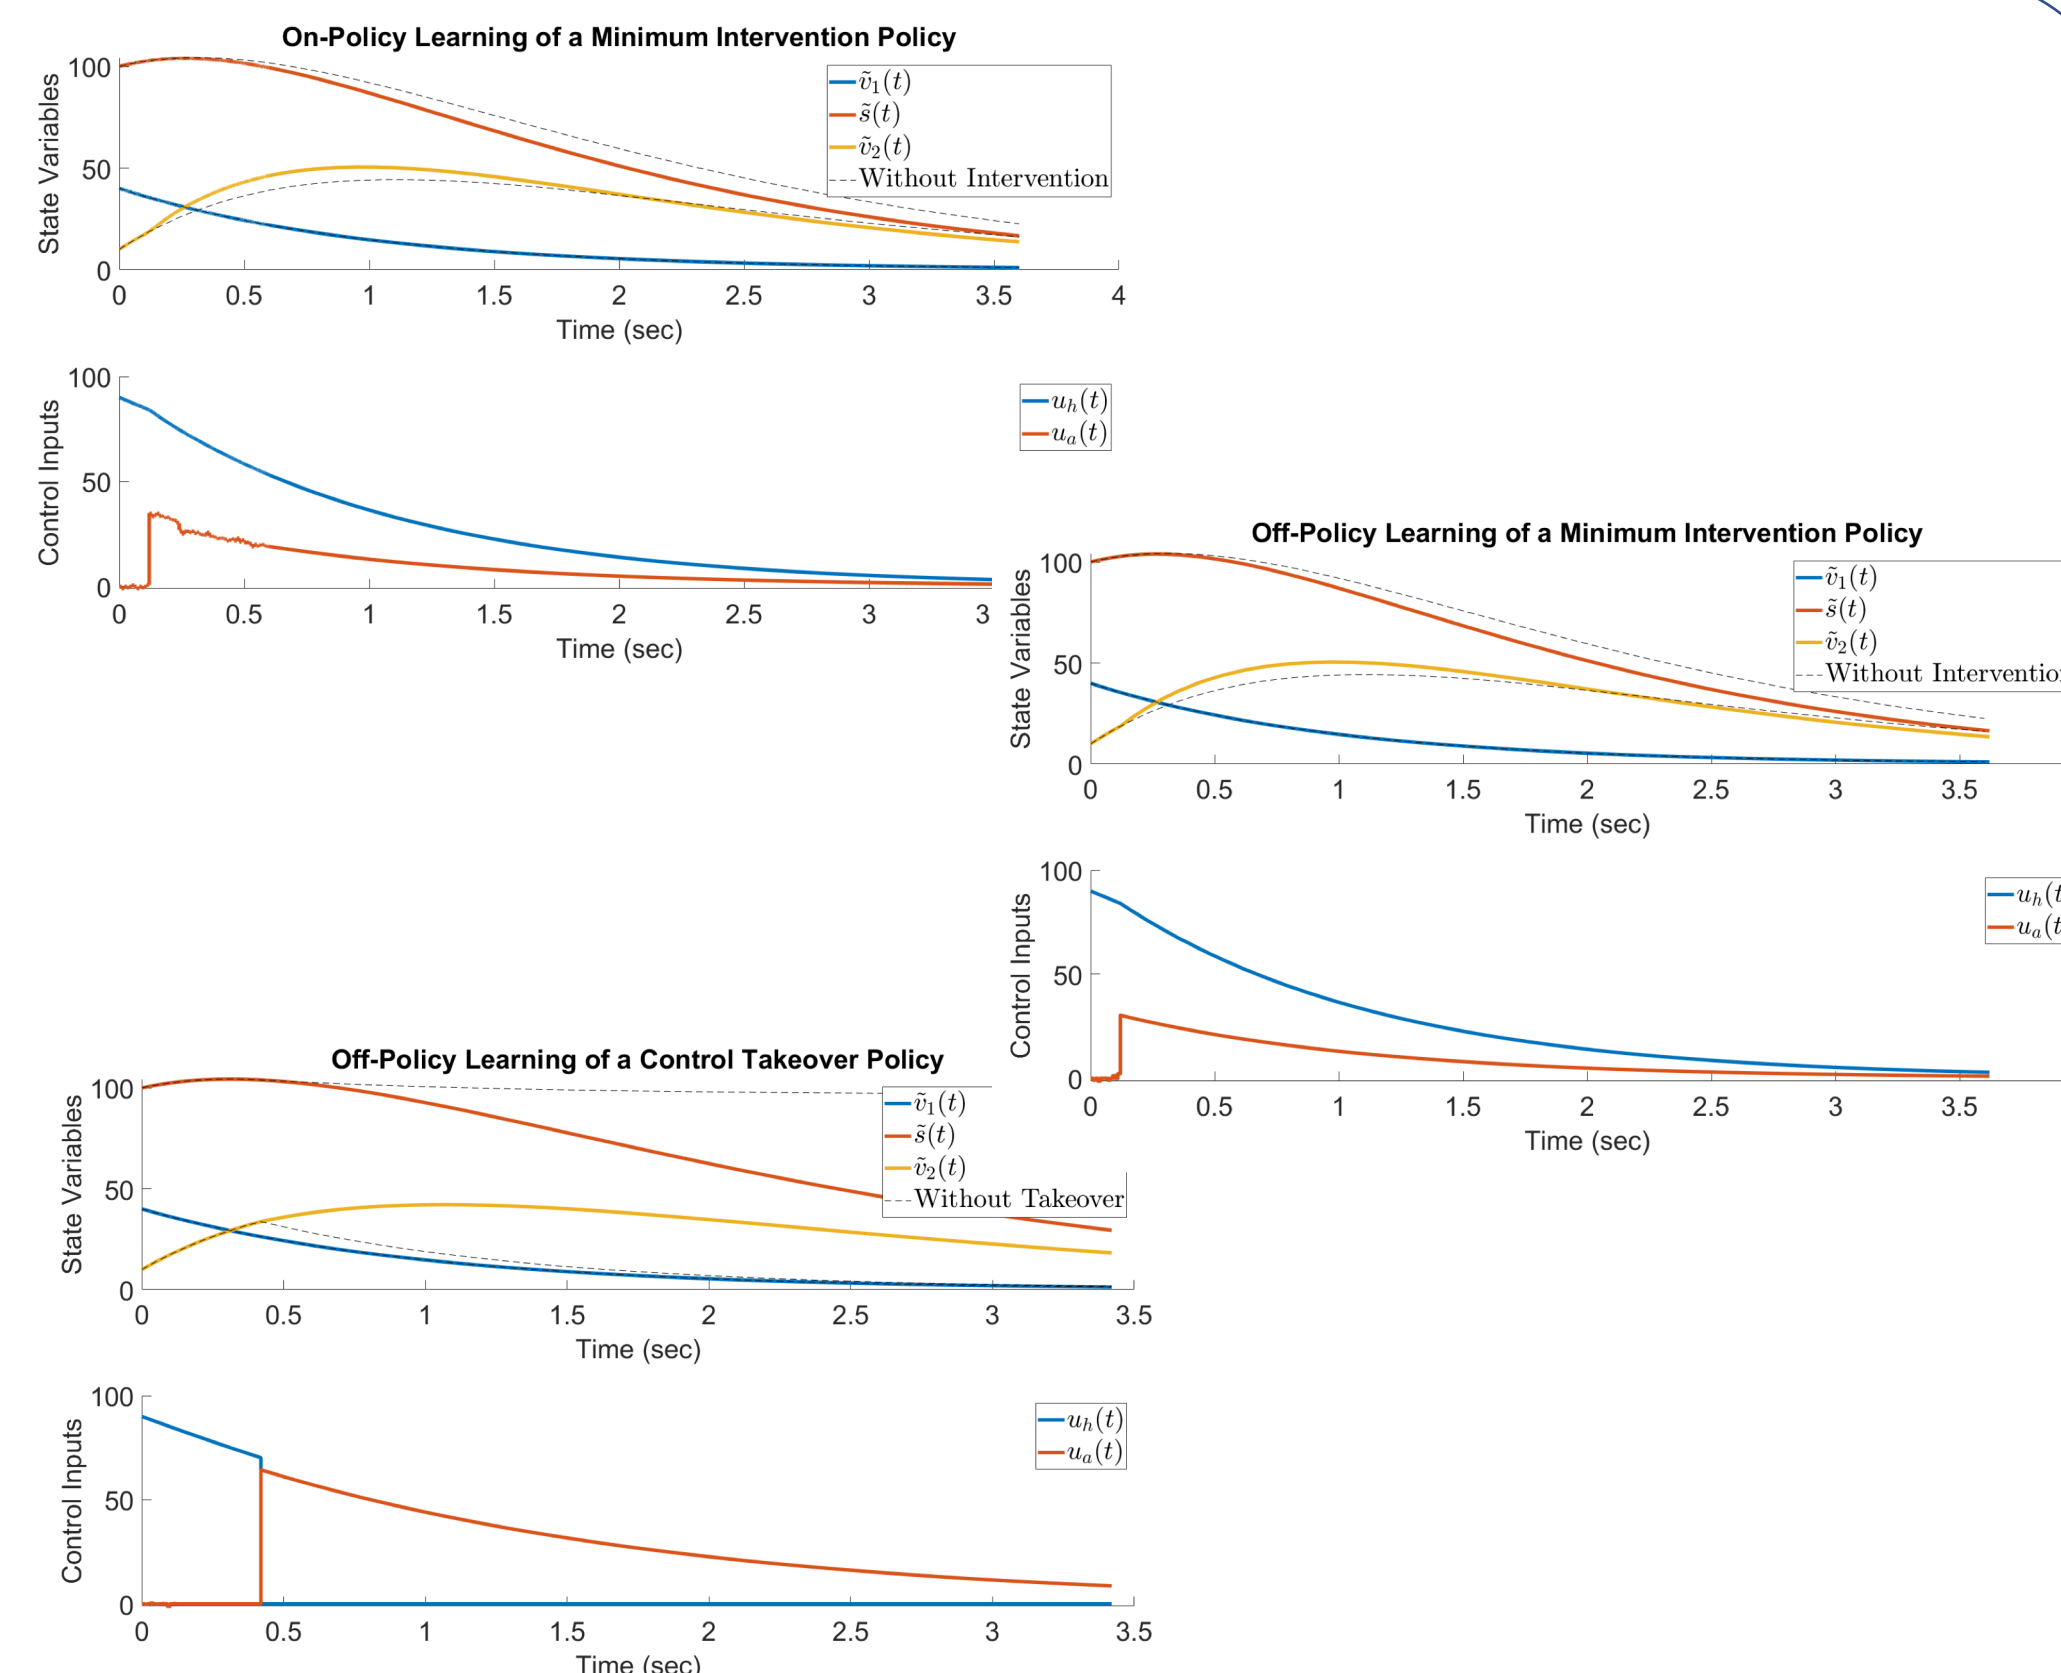 On-Policy Learning of a Minimum Intervention Policy
State Variables
100
50
0
ṽ₁(t)
s̃(t)
ṽ₂(t)
Without Intervention
0 0.5 1 1.5 2 2.5 3 3.5 4
Time (sec)
Control Inputs
100
50
0
uₕ(t)
uₐ(t)
0 0.5 1 1.5 2 2.5 3 3
Time (sec)
Off-Policy Learning of a Minimum Intervention Policy
State Variables
100
50
0
ṽ₁(t)
s̃(t)
ṽ₂(t)
Without Interventio
0 0.5 1 1.5 2 2.5 3 3.5
Time (sec)
Control Inputs
100
50
0
uₕ(t
uₐ(t
0 0.5 1 1.5 2 2.5 3 3.5
Time (sec)
Off-Policy Learning of a Control Takeover Policy
State Variables
100
50
0
ṽ₁(t)
s̃(t)
ṽ₂(t)
Without Takeover
0 0.5 1 1.5 2 2.5 3 3.5
Time (sec)
Control Inputs
100
50
0
uₕ(t)
uₐ(t)
0 0.5 1 1.5 2 2.5 3 3.5
Time (sec)